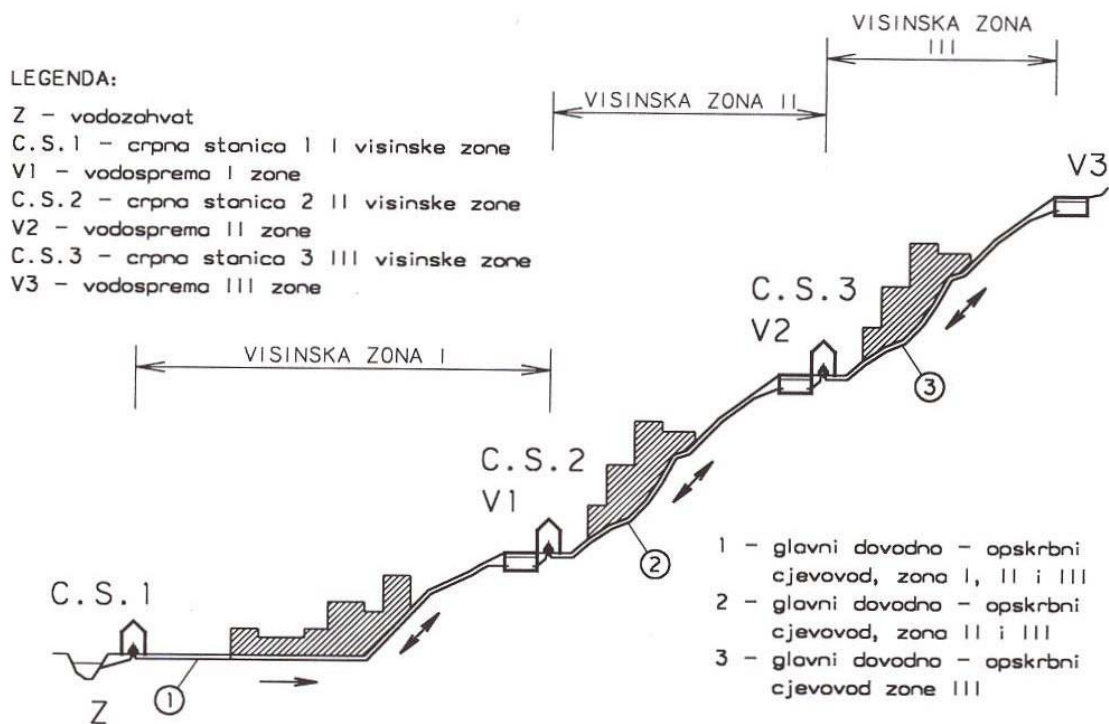 VISINSKA ZONA
III
LEGENDA:
VISINSKA ZONA II
Z - vodozahvat
C.S.1 - crpna stanica 1 I visinske zone
V1 - vodosprema I zone
C.S.2 - crpna stanica 2 II visinske zone
V2 - vodosprema II zone
C.S.3 - crpna stanica 3 III visinske zone
V3 - vodosprema III zone
V3
C.S.3
V2
VISINSKA ZONA I
3
C.S.2
V1
2
C.S.1
1
Z
1 - glavni dovodno - opskrbni
cjevovod, zona I, II i III
2 - glavni dovodno - opskrbni
cjevovod, zona II i III
3 - glavni dovodno - opskrbni
cjevovod zone III